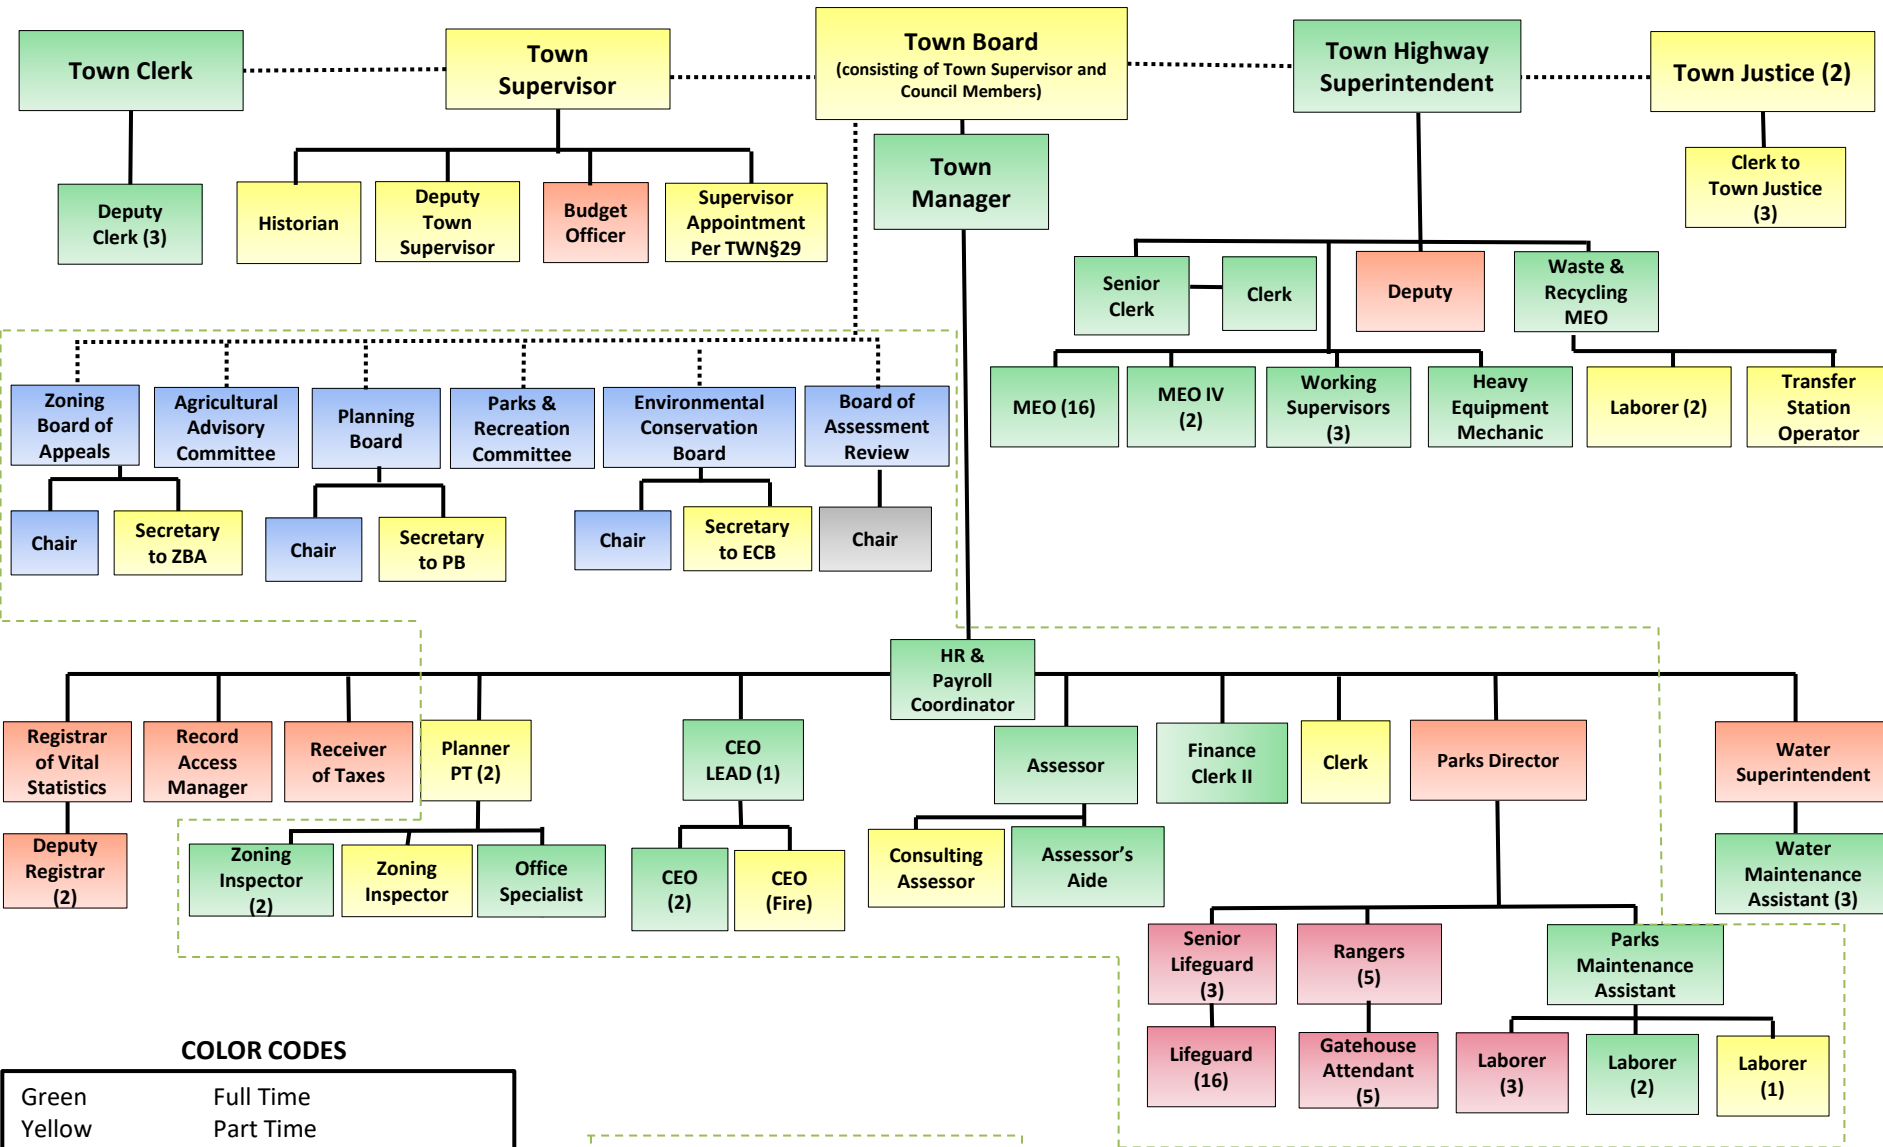 Town Clerk
Town
Supervisor
Town Board
(consisting of Town Supervisor and
Council Members)
Town Highway
Superintendent
Town Justice (2)
Deputy
Clerk (3)
Historian
Deputy
Town
Supervisor
Budget
Officer
Supervisor
Appointment
Per TWN§29
Town
Manager
Clerk to
Town Justice
(3)
Senior
Clerk
Clerk
Deputy
Waste &
Recycling
MEO
MEO (16)
MEO IV
(2)
Working
Supervisors
(3)
Heavy
Equipment
Mechanic
Laborer (2)
Transfer
Station
Operator
Zoning
Board of
Appeals
Agricultural
Advisory
Committee
Planning
Board
Parks &
Recreation
Committee
Environmental
Conservation
Board
Board of
Assessment
Review
Chair
Secretary
to ZBA
Chair
Secretary
to PB
Chair
Secretary
to ECB
Chair
HR &
Payroll
Coordinator
Registrar
of Vital
Statistics
Record
Access
Manager
Receiver
of Taxes
Planner
PT (2)
CEO
LEAD (1)
Assessor
Finance
Clerk II
Clerk
Parks Director
Water
Superintendent
Deputy
Registrar
(2)
Zoning
Inspector
(2)
Zoning
Inspector
Office
Specialist
CEO
(2)
CEO
(Fire)
Consulting
Assessor
Assessor’s
Aide
Water
Maintenance
Assistant (3)
Senior
Lifeguard
(3)
Rangers
(5)
Parks
Maintenance
Assistant
Lifeguard
(16)
Gatehouse
Attendant
(5)
Laborer
(3)
Laborer
(2)
Laborer
(1)
COLOR CODES
Green Full Time
Yellow Part Time